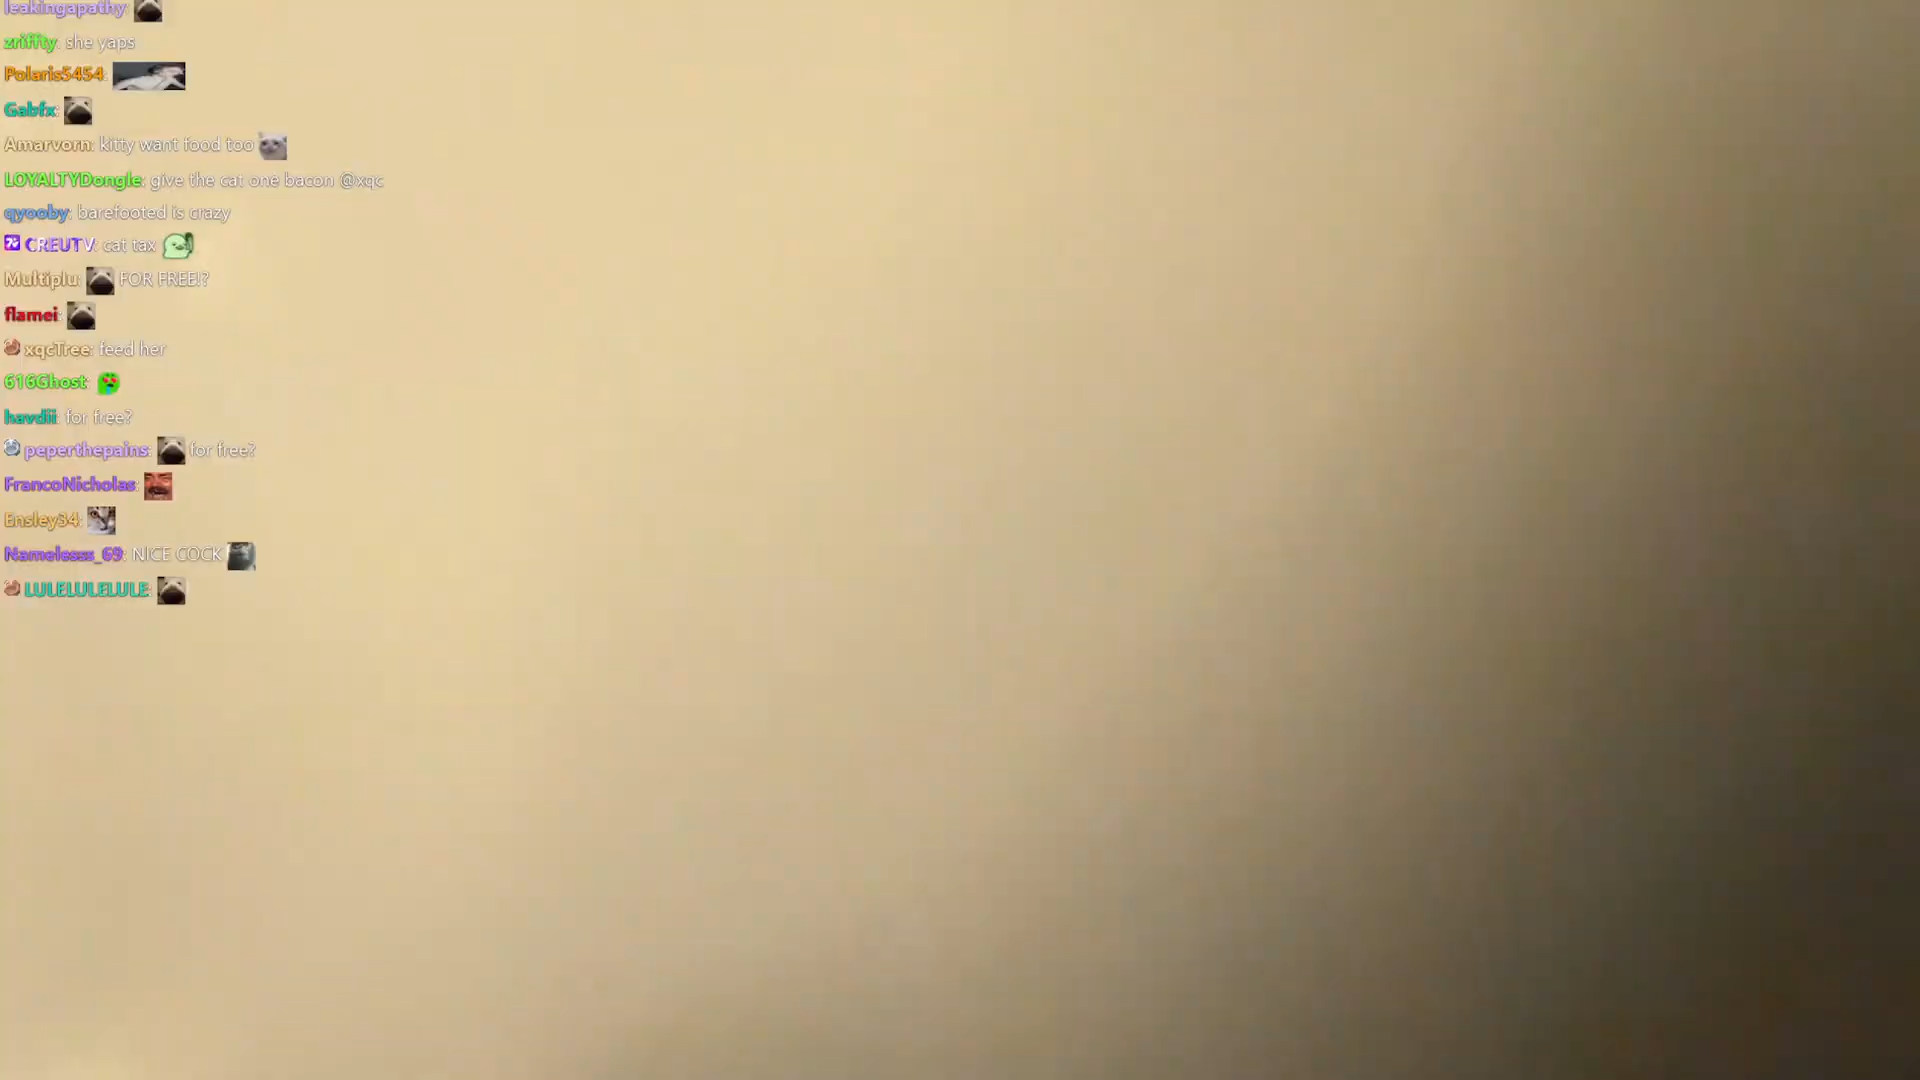 leakingapathy:
zriffty: she yaps
Polaris5454:
Gabfx:
Amarvorn: kitty want food too
LOYALTYDongle: give the cat one bacon @xqc
qyooby: barefooted is crazy
CREUTV: cat tax
Multiplu: FOR FREE!?
flamei:
xqcTree: feed her
616Ghost:
havdii: for free?
peperthepains: for free?
FrancoNicholas:
Ensley34:
Namelesss_69: NICE COCK
LULELULELULE: